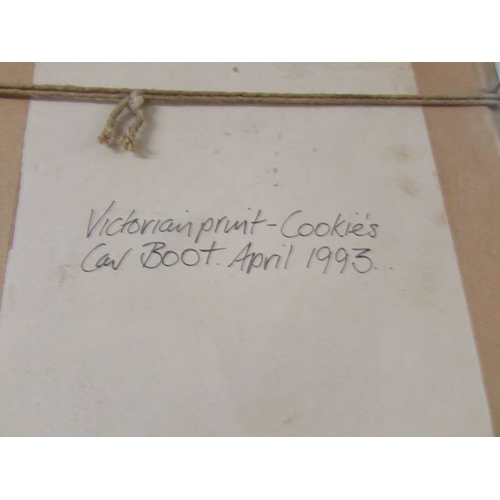 Victorian print - Cookie's
Car BOOT. April 1993..